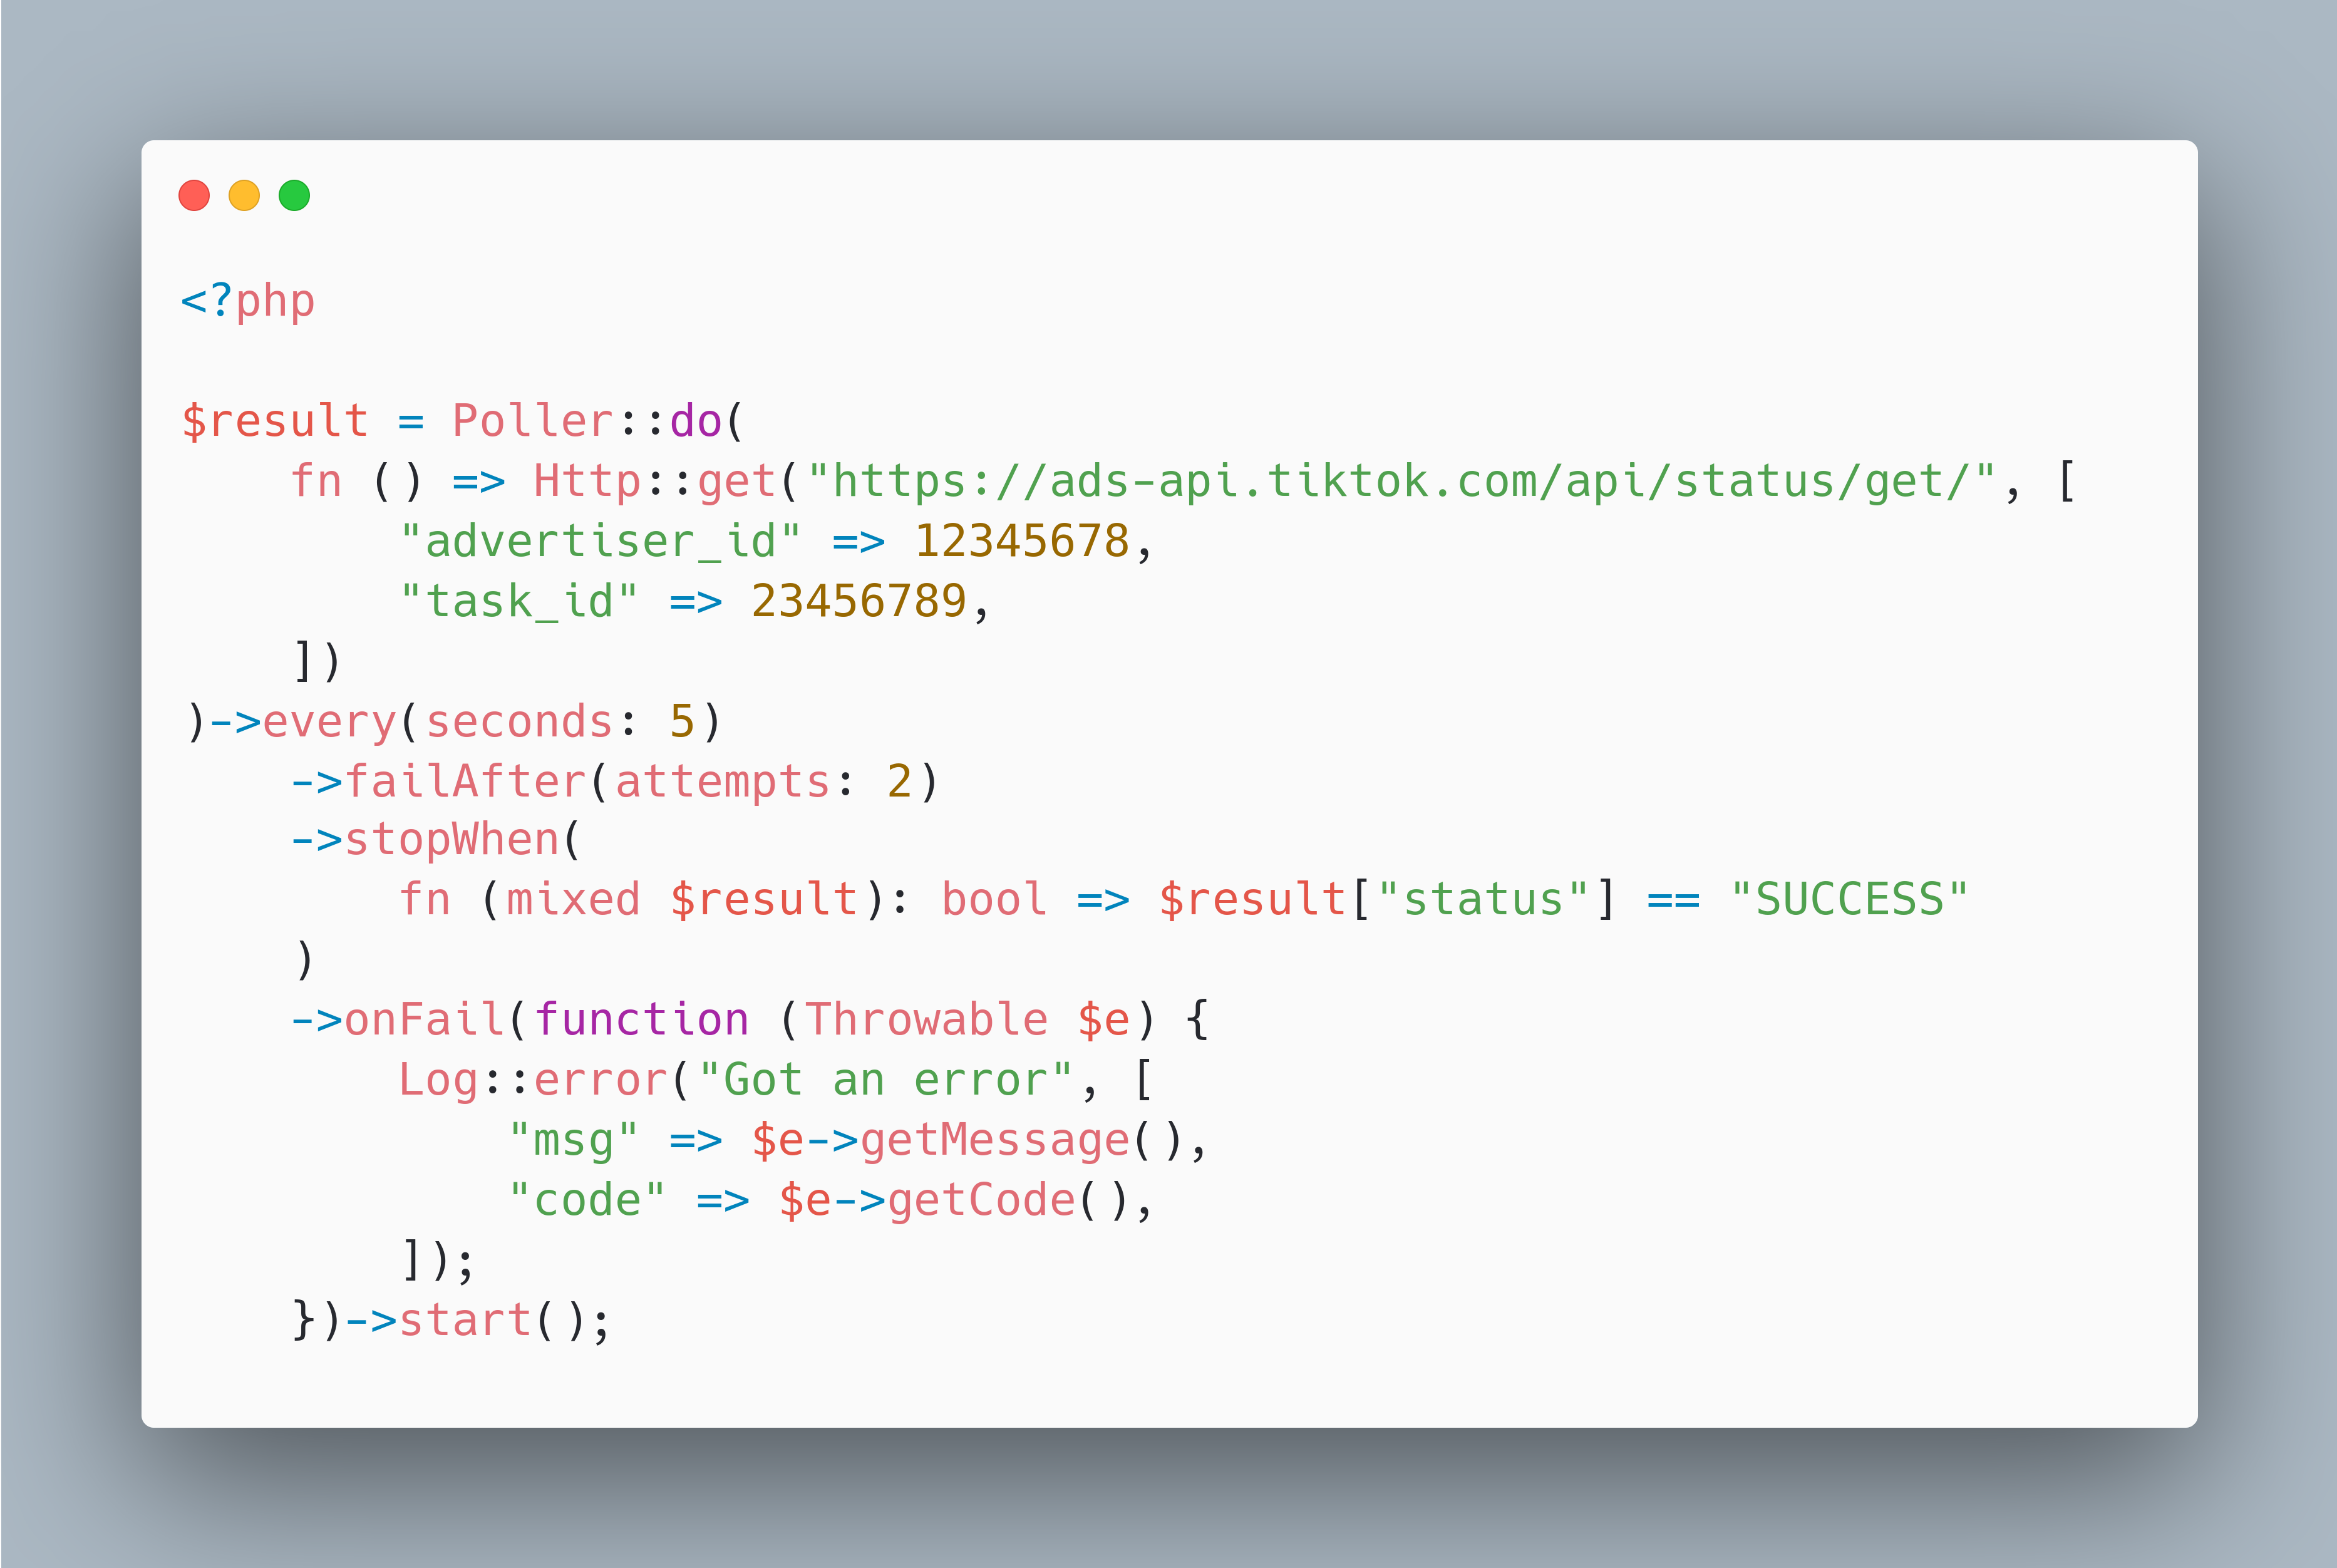 <?php

$result = Poller::do(
    fn () => Http::get("https://ads-api.tiktok.com/api/status/get/", [
        "advertiser_id" => 12345678,
        "task_id" => 23456789,
    ])
)->every(seconds: 5)
    ->failAfter(attempts: 2)
    ->stopWhen(
        fn (mixed $result): bool => $result["status"] == "SUCCESS"
    )
    ->onFail(function (Throwable $e) {
        Log::error("Got an error", [
            "msg" => $e->getMessage(),
            "code" => $e->getCode(),
        ]);
    })->start();